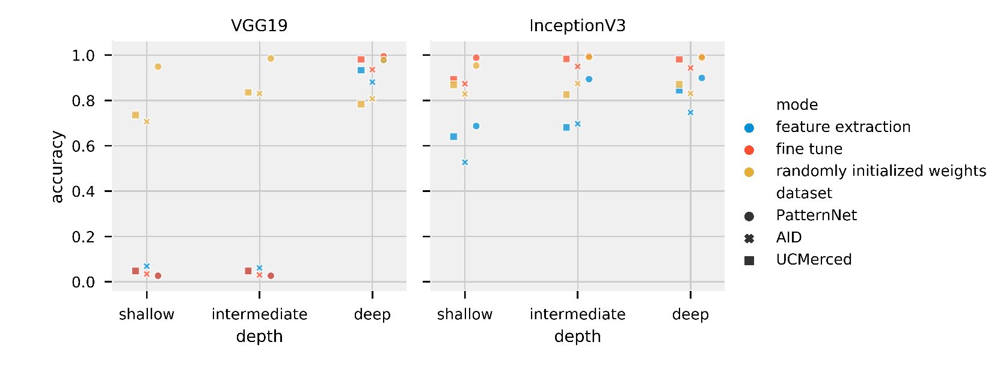 VGG19
InceptionV3
accuracy
1.0
0.8
0.6
0.4
0.2
0.0
shallow
intermediate
deep
depth
shallow
intermediate
deep
depth
mode
feature extraction
fine tune
randomly initialized weights
dataset
PatternNet
AID
UCMerced